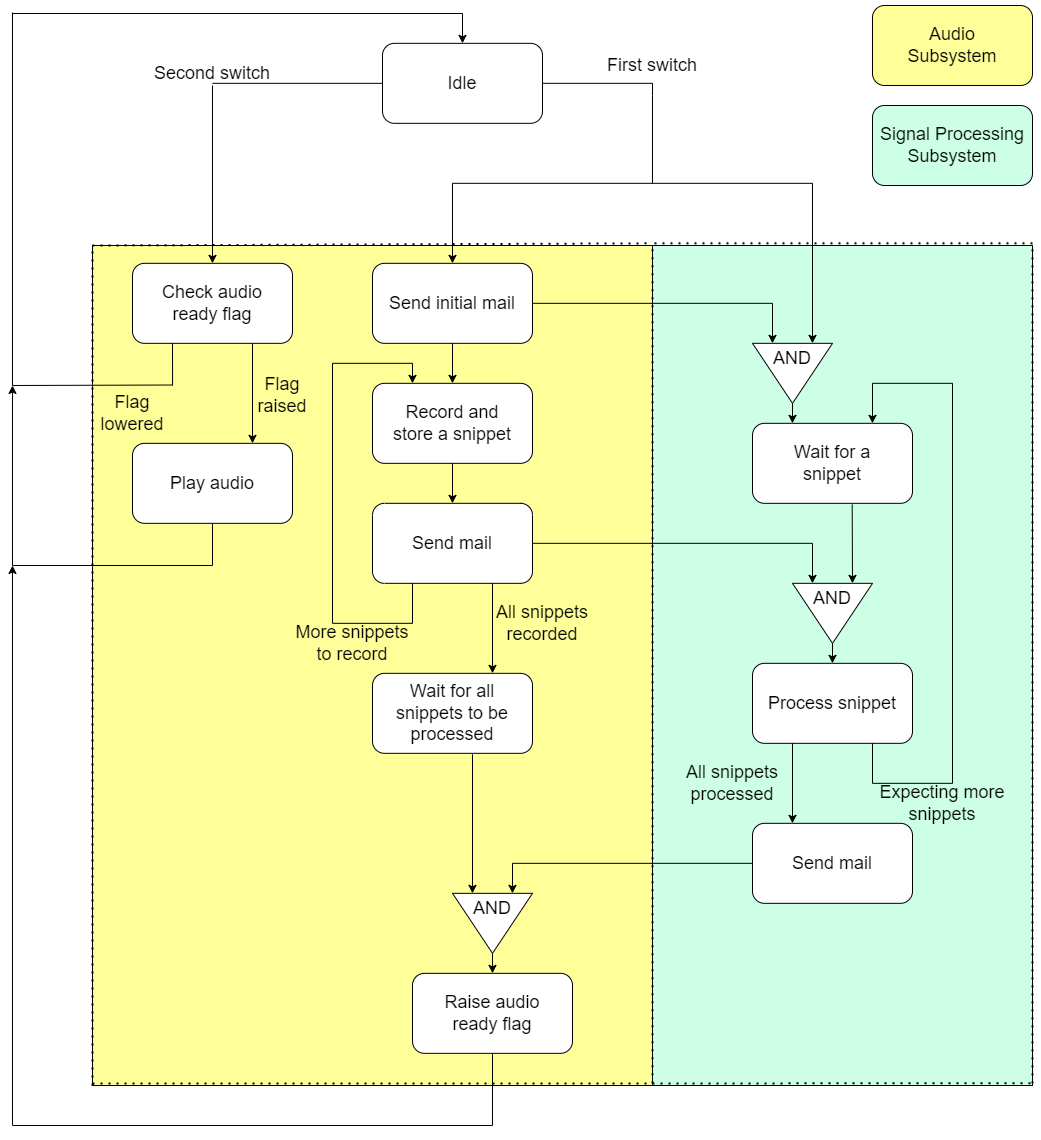 Audio
Subsystem
Second switch
First switch
Idle
Signal Processing
Subsystem
Check audio
ready flag
Send initial mail
AND
Flag
lowered
Flag
raised
Record and
store a snippet
Wait for a
snippet
Play audio
Send mail
AND
More snippets
to record
All snippets
recorded
Wait for all
snippets to be
processed
Process snippet
All snippets
processed
Expecting more
snippets
Send mail
AND
Raise audio
ready flag